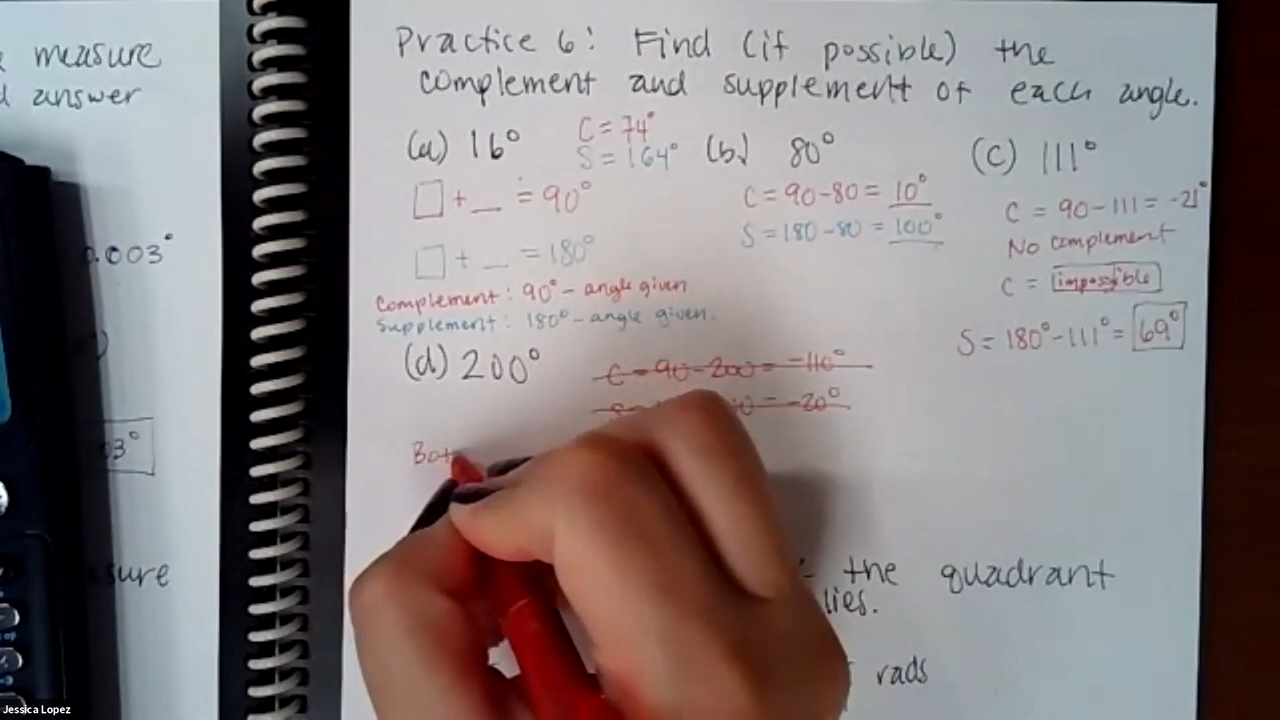 measure
answer
0.003°
03°
sure
Practice 6: Find (if possible) the
complement and supplement of each angle.
(a) 16° C = 74°
S = 164°
(b) 80°
(c) 111°
□ + _ = 90°
□ + _ = 180°
C = 90-80 = 10°
S = 180-80 = 100°
C = 90-111 = -21°
No complement
C = impossible
S = 180°-111° = 69°
complement: 90° - angle given
supplement: 180° - angle given.
(d) 200°
C = 90-200 = -110°
= -20°
Bot
the quadrant
lies.
rads
Jessica Lopez